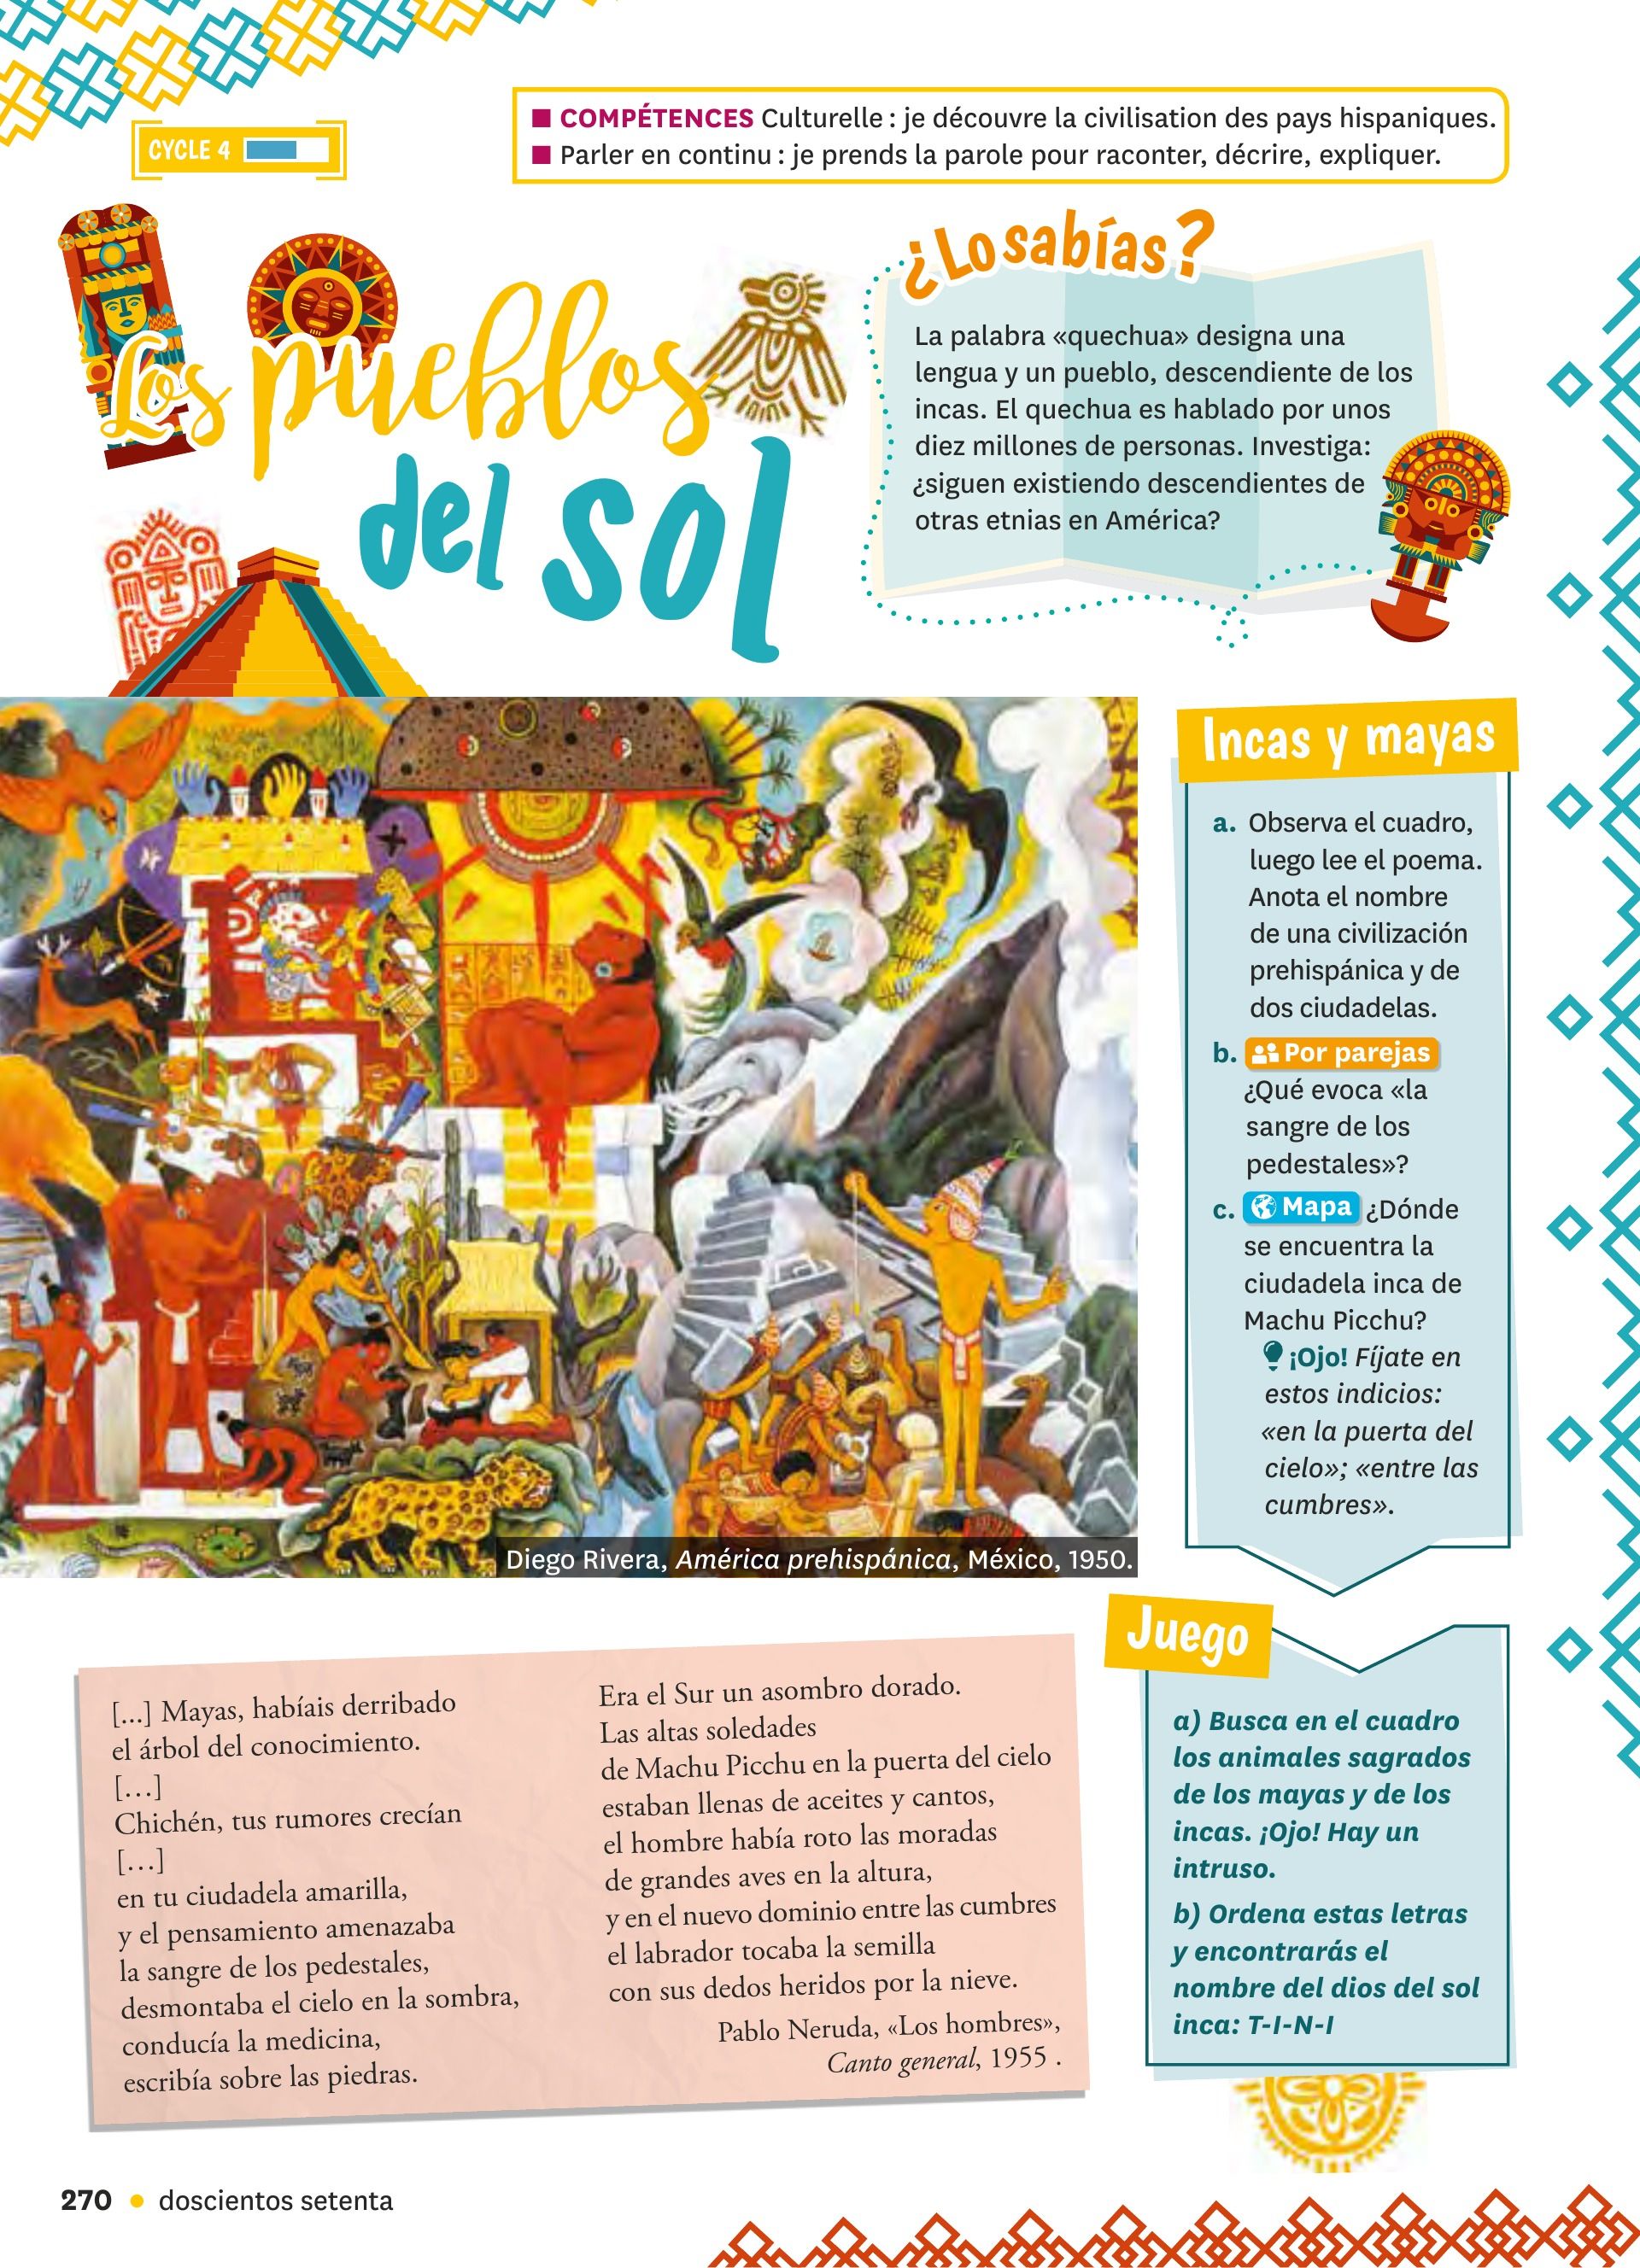 CYCLE 4
■ COMPÉTENCES Culturelle : je découvre la civilisation des pays hispaniques.
■ Parler en continu : je prends la parole pour raconter, décrire, expliquer.
Los pueblos
del sol
¿Lo sabías?
La palabra «quechua» designa una
lengua y un pueblo, descendiente de los
incas. El quechua es hablado por unos
diez millones de personas. Investiga:
¿siguen existiendo descendientes de
otras etnias en América?
Diego Rivera, América prehispánica, México, 1950.
Incas y mayas
a. Observa el cuadro,
luego lee el poema.
Anota el nombre
de una civilización
prehispánica y de
dos ciudadelas.
b. Por parejas
¿Qué evoca «la
sangre de los
pedestales»?
c. Mapa ¿Dónde
se encuentra la
ciudadela inca de
Machu Picchu?
¡Ojo! Fíjate en
estos indicios:
«en la puerta del
cielo»; «entre las
cumbres».
[...] Mayas, habíais derribado
el árbol del conocimiento.
[…]
Chichén, tus rumores crecían
[…]
en tu ciudadela amarilla,
y el pensamiento amenazaba
la sangre de los pedestales,
desmontaba el cielo en la sombra,
conducía la medicina,
escribía sobre las piedras.
Era el Sur un asombro dorado.
Las altas soledades
de Machu Picchu en la puerta del cielo
estaban llenas de aceites y cantos,
el hombre había roto las moradas
de grandes aves en la altura,
y en el nuevo dominio entre las cumbres
el labrador tocaba la semilla
con sus dedos heridos por la nieve.
Pablo Neruda, «Los hombres»,
Canto general, 1955 .
Juego
a) Busca en el cuadro
los animales sagrados
de los mayas y de los
incas. ¡Ojo! Hay un
intruso.
b) Ordena estas letras
y encontrarás el
nombre del dios del sol
inca: T-I-N-I
270 • doscientos setenta